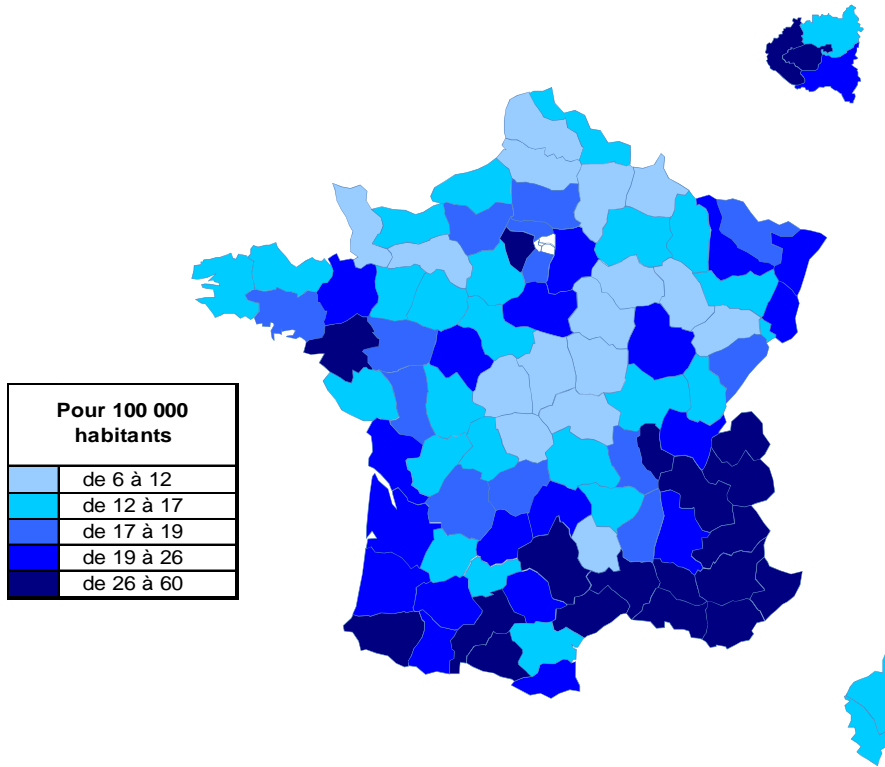 Pour 100 000
habitants
de 6 à 12
de 12 à 17
de 17 à 19
de 19 à 26
de 26 à 60